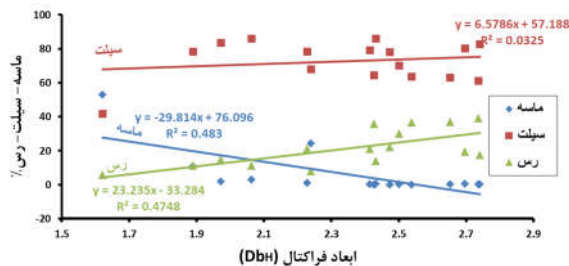 100
80
60
40
20
0
-20
ماسه – سیلت – رس٪
y = 6.5786x + 57.188
R² = 0.0325
سیلت
y = -29.814x + 76.096
R² = 0.483
ماسه
رس
y = 23.235x - 33.284
R² = 0.4748
ماسه
سیلت
رس
1.5 1.7 1.9 2.1 2.3 2.5 2.7 2.9
ابعاد فراکتال (DbH)